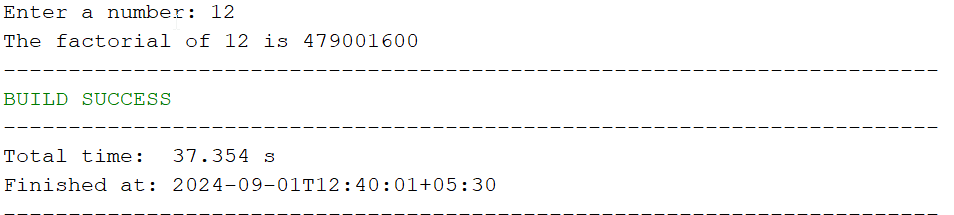 Enter a number: 12
The factorial of 12 is 479001600
------------------------------------------------------------------------
BUILD SUCCESS
------------------------------------------------------------------------
Total time:  37.354 s
Finished at: 2024-09-01T12:40:01+05:30
------------------------------------------------------------------------